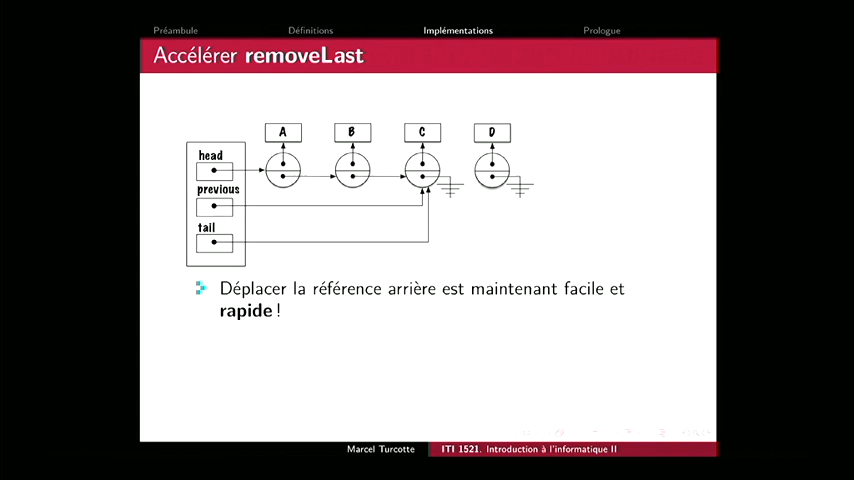 Préambule Définitions Implémentations Prologue
Accélérer removeLast
A B C D
head
previous
tail
Déplacer la référence arrière est maintenant facile et
rapide !
Marcel Turcotte ITI 1521. Introduction à l'informatique II